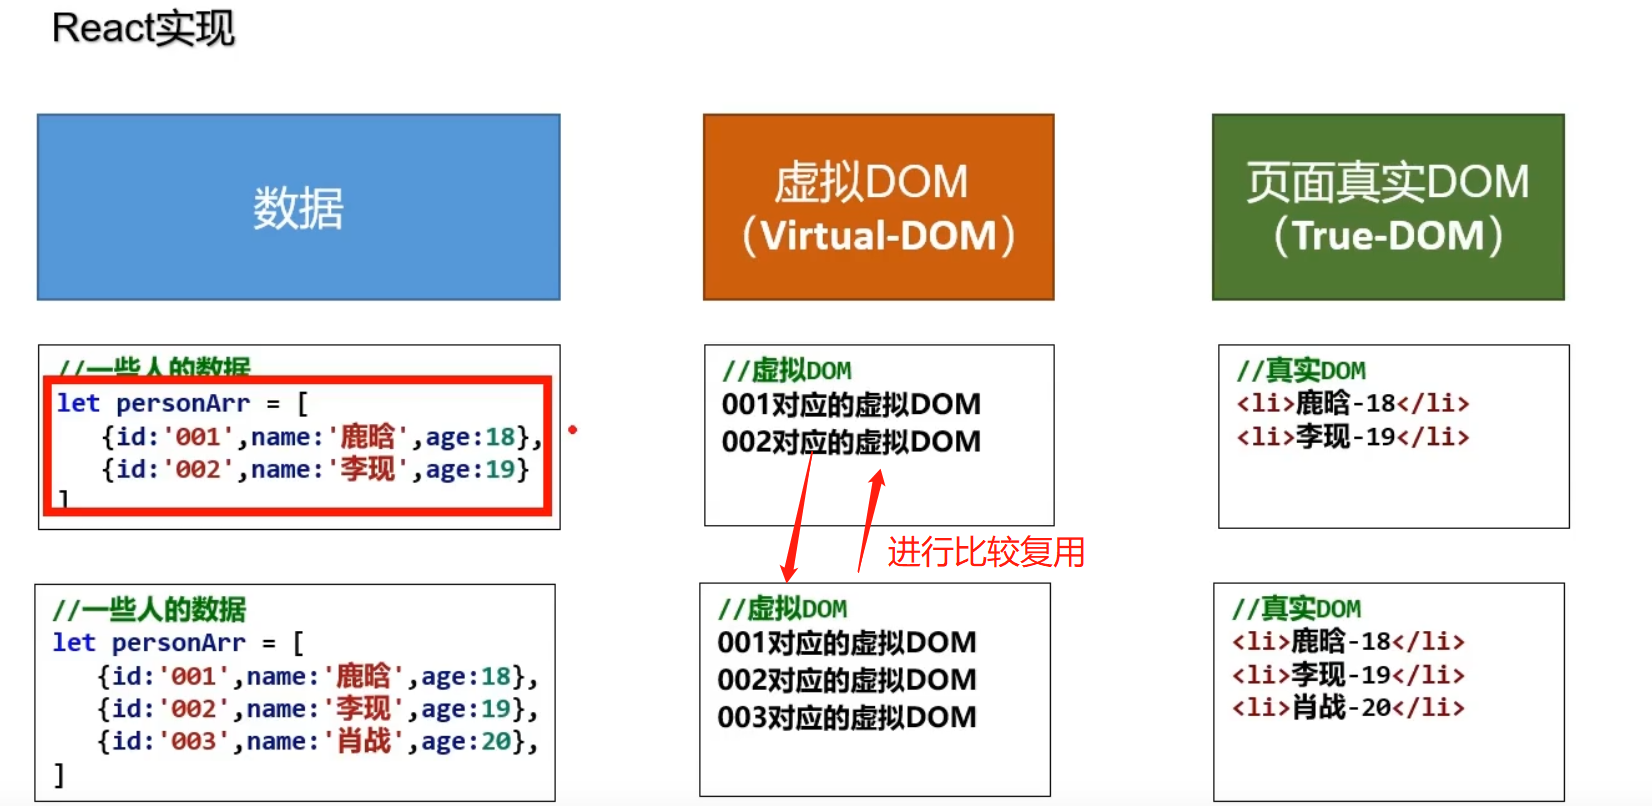 React实现
数据
虚拟DOM
（Virtual-DOM）
页面真实DOM
（True-DOM）
//一些人的数据
let personArr = [
{id:'001',name:'鹿晗',age:18},
{id:'002',name:'李现',age:19}
]
//虚拟DOM
001对应的虚拟DOM
002对应的虚拟DOM
//真实DOM
<li>鹿晗-18</li>
<li>李现-19</li>
进行比较复用
//一些人的数据
let personArr = [
{id:'001',name:'鹿晗',age:18},
{id:'002',name:'李现',age:19},
{id:'003',name:'肖战',age:20},
]
//虚拟DOM
001对应的虚拟DOM
002对应的虚拟DOM
003对应的虚拟DOM
//真实DOM
<li>鹿晗-18</li>
<li>李现-19</li>
<li>肖战-20</li>